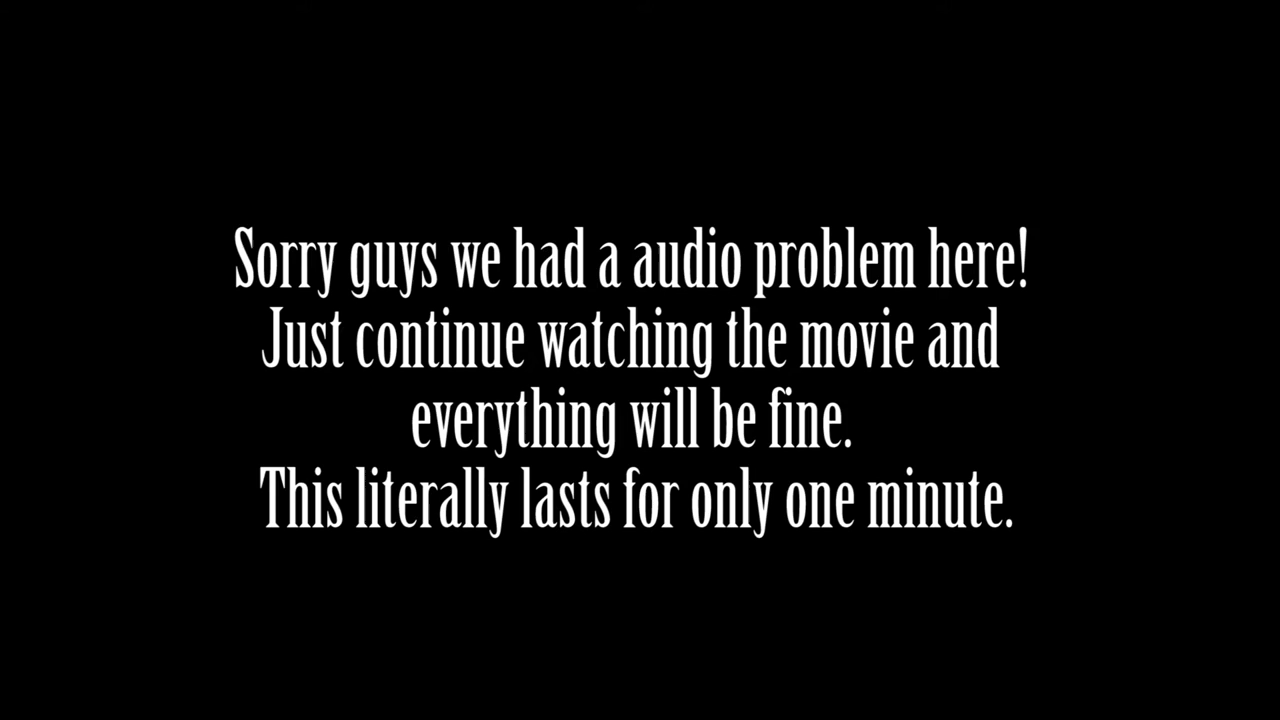 Sorry guys we had a audio problem here!
Just continue watching the movie and
everything will be fine.
This literally lasts for only one minute.